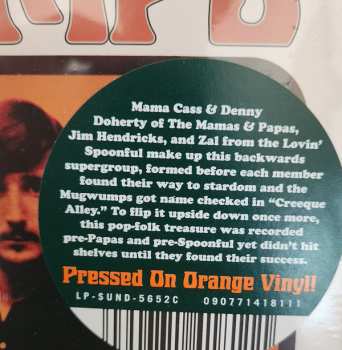 Mama Cass & Denny
Doherty of The Mamas & Papas,
Jim Hendricks, and Zal from the Lovin'
Spoonful make up this backwards
supergroup, formed before each member
found their way to stardom and the
Mugwumps got name checked in "Creeque
Alley." To flip it upside down once more,
this pop-folk treasure was recorded
pre-Papas and pre-Spoonful yet didn't hit
shelves until they found their success.
Pressed On Orange Vinyl!
LP-SUND-5652C 090771418111